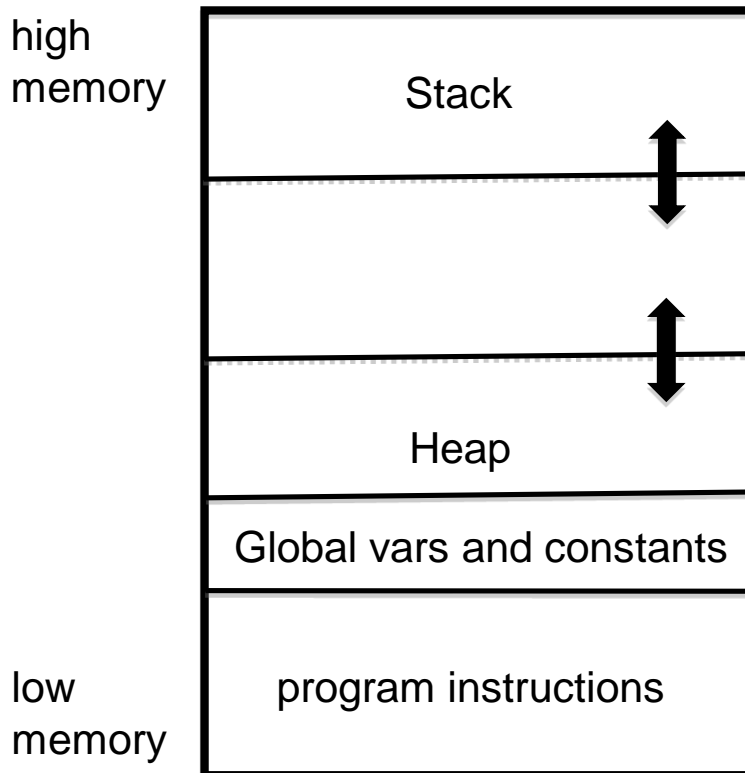 high
memory
Stack
Heap
Global vars and constants
low
memory
program instructions